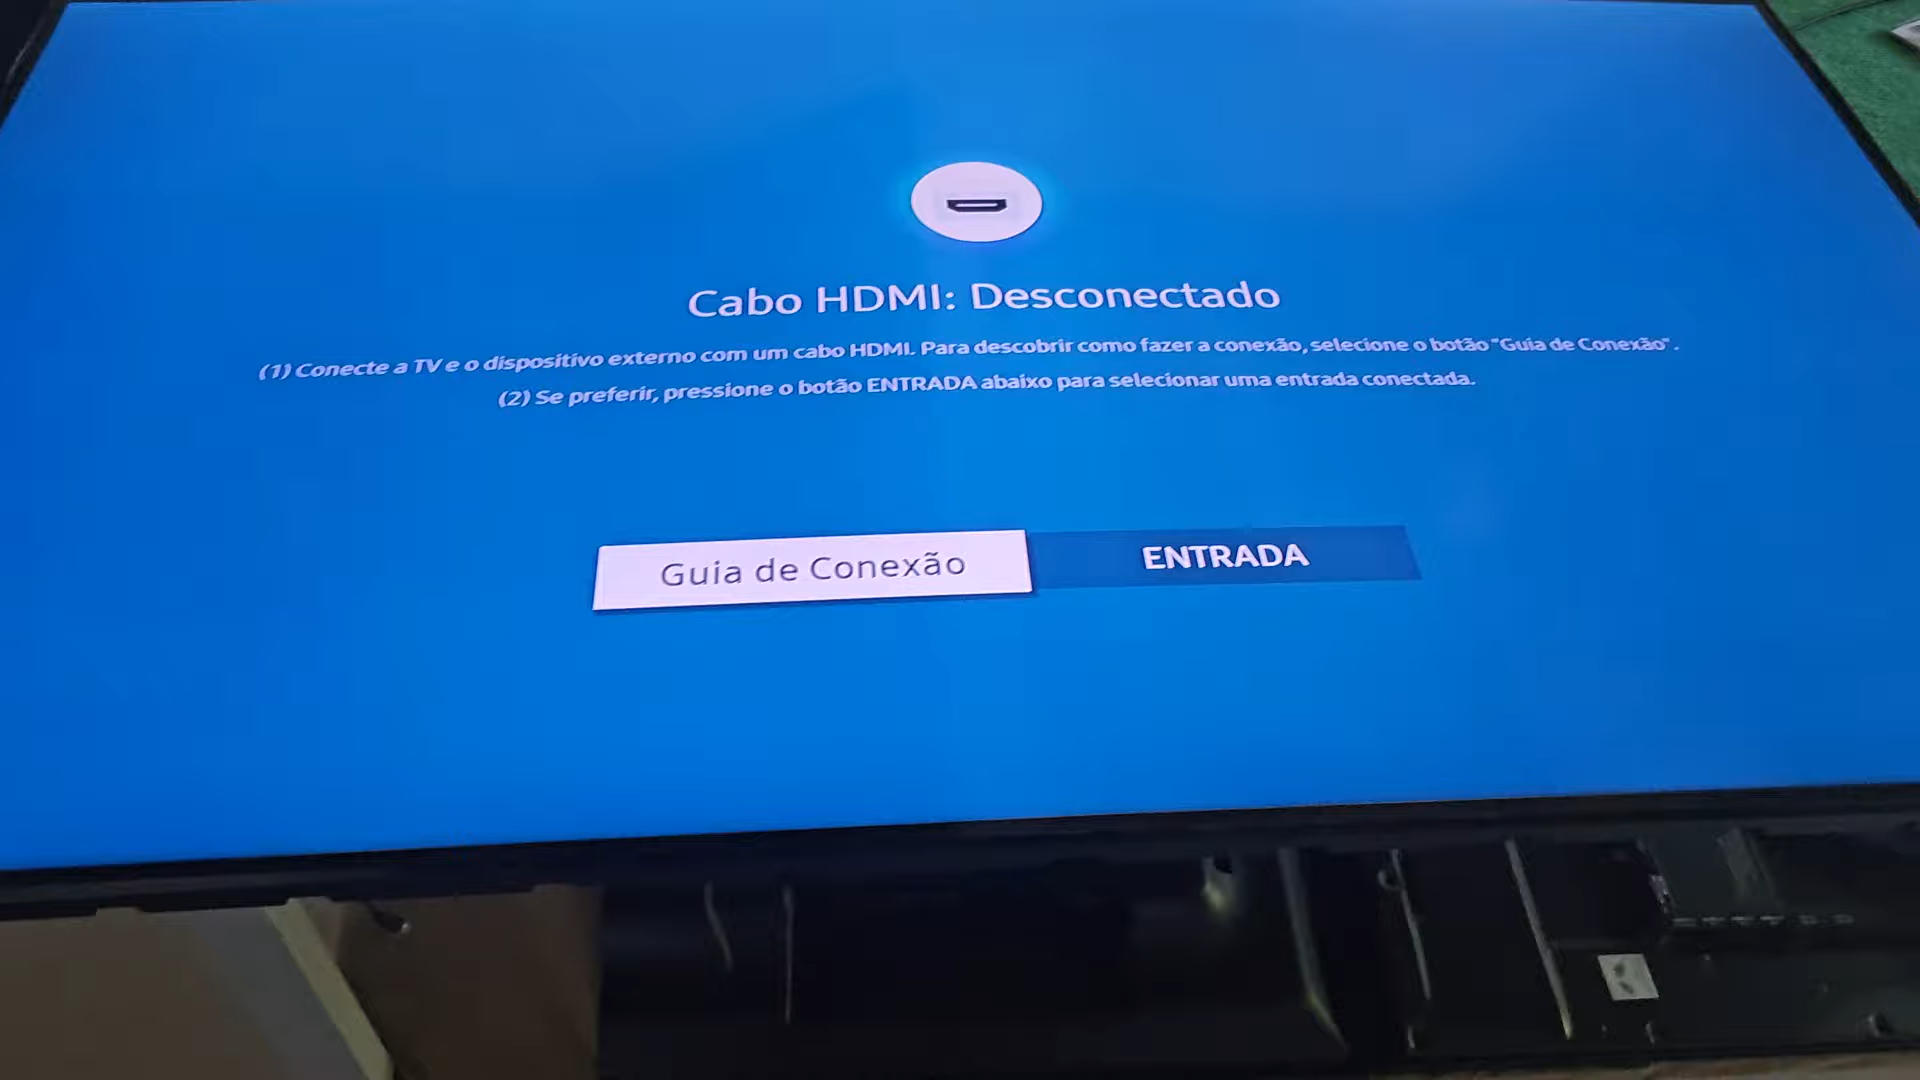 Cabo HDMI: Desconectado
(1) Conecte a TV e o dispositivo externo com um cabo HDMI. Para descobrir como fazer a conexão, selecione o botão "Guia de Conexão".
(2) Se preferir, pressione o botão ENTRADA abaixo para selecionar uma entrada conectada.
Guia de Conexão
ENTRADA